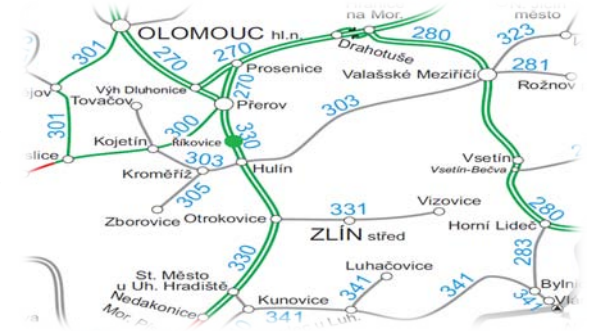 na Mor.
město
OLOMOUC hl.n.
301
270
270
280
323
Drahotuše
Prosenice
Valašské Meziříčí
281
Rožnov
Výh Dluhonice
270
Tovačov
Přerov
303
301
300
330
Kojetín
Říkovice
303
Hulín
Kroměříž
305
Vsetín
Vsetín-Bečva
Zborovice
Otrokovice
331
Vizovice
280
ZLÍN střed
Horní Lideč
283
330
Luhačovice
St. Město
u Uh. Hradiště
Nedakonice
Kunovice
341
341
341
341